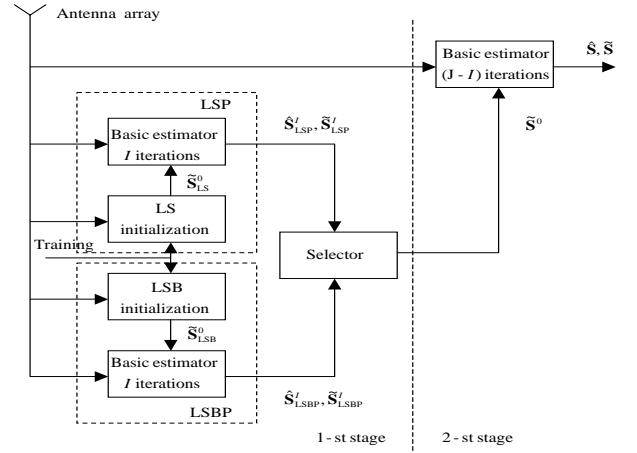 Antenna array
Basic estimator
(J - I) iterations
Ŝ, S̃
LSP
Basic estimator
I iterations
Ŝ^I_LSP, S̃^I_LSP
S̃^0
S̃^0_LS
LS
initialization
Training
Selector
LSB
initialization
S̃^0_LSB
Basic estimator
I iterations
LSBP
Ŝ^I_LSBP, S̃^I_LSBP
1-st stage
2-st stage